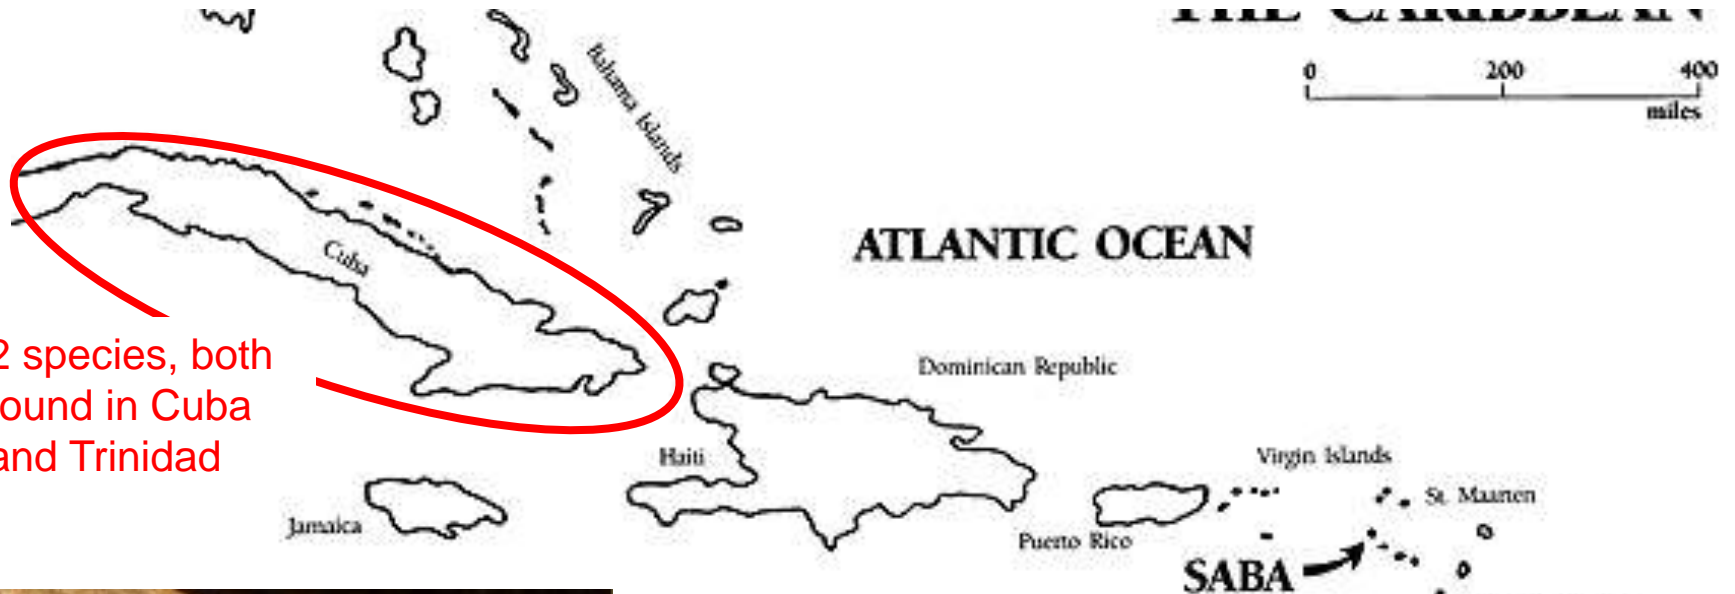 THE CARIBBEAN
0 200 400
miles
Bahama Islands
ATLANTIC OCEAN
Cuba
2 species, both
ound in Cuba
and Trinidad
Dominican Republic
Haiti
Virgin Islands
St. Maarten
Jamaica
Puerto Rico
SABA